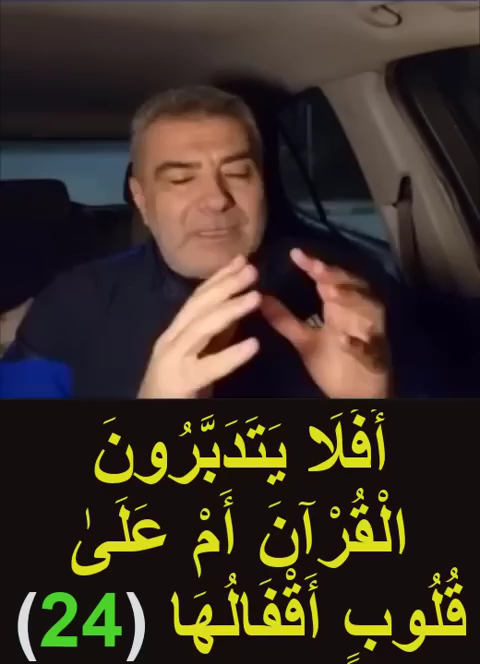 أَفَلَا يَتَدَبَّرُونَ
الْقُرْآنَ أَمْ عَلَىٰ
قُلُوبٍ أَقْفَالُهَا (24)